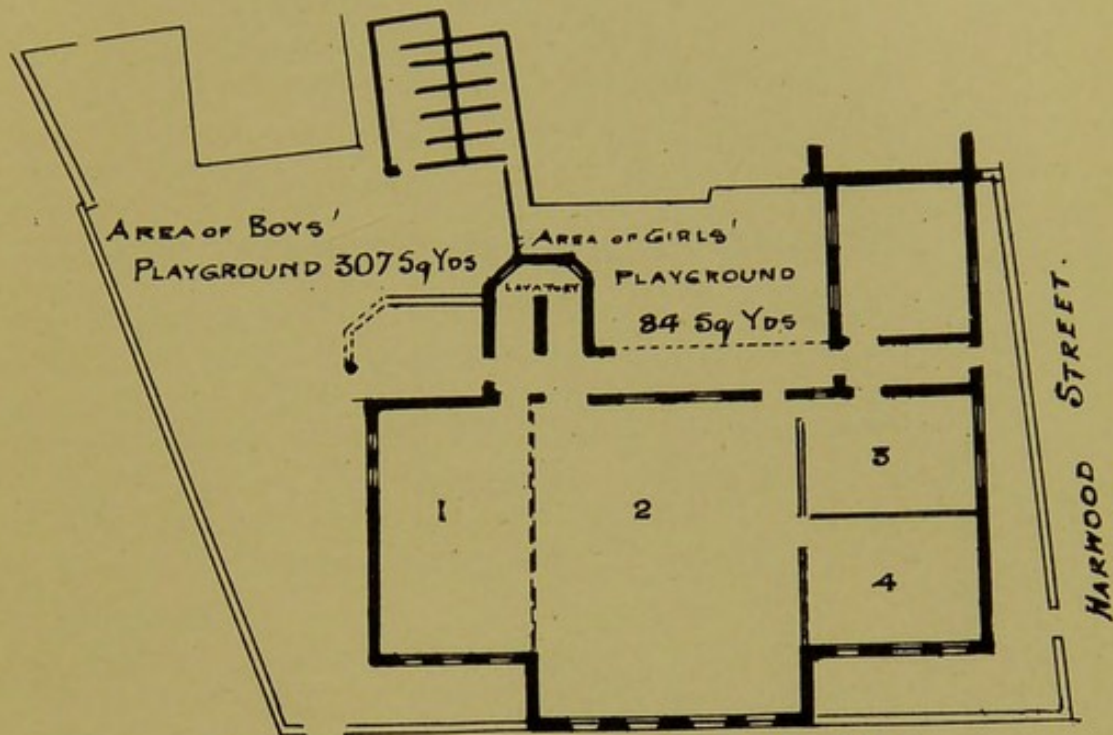 AREA OF BOYS'
PLAYGROUND 307 Sq YDS
AREA OF GIRLS'
PLAYGROUND
84 Sq YDS
LAVATORY
1
2
3
4
HARWOOD STREET.